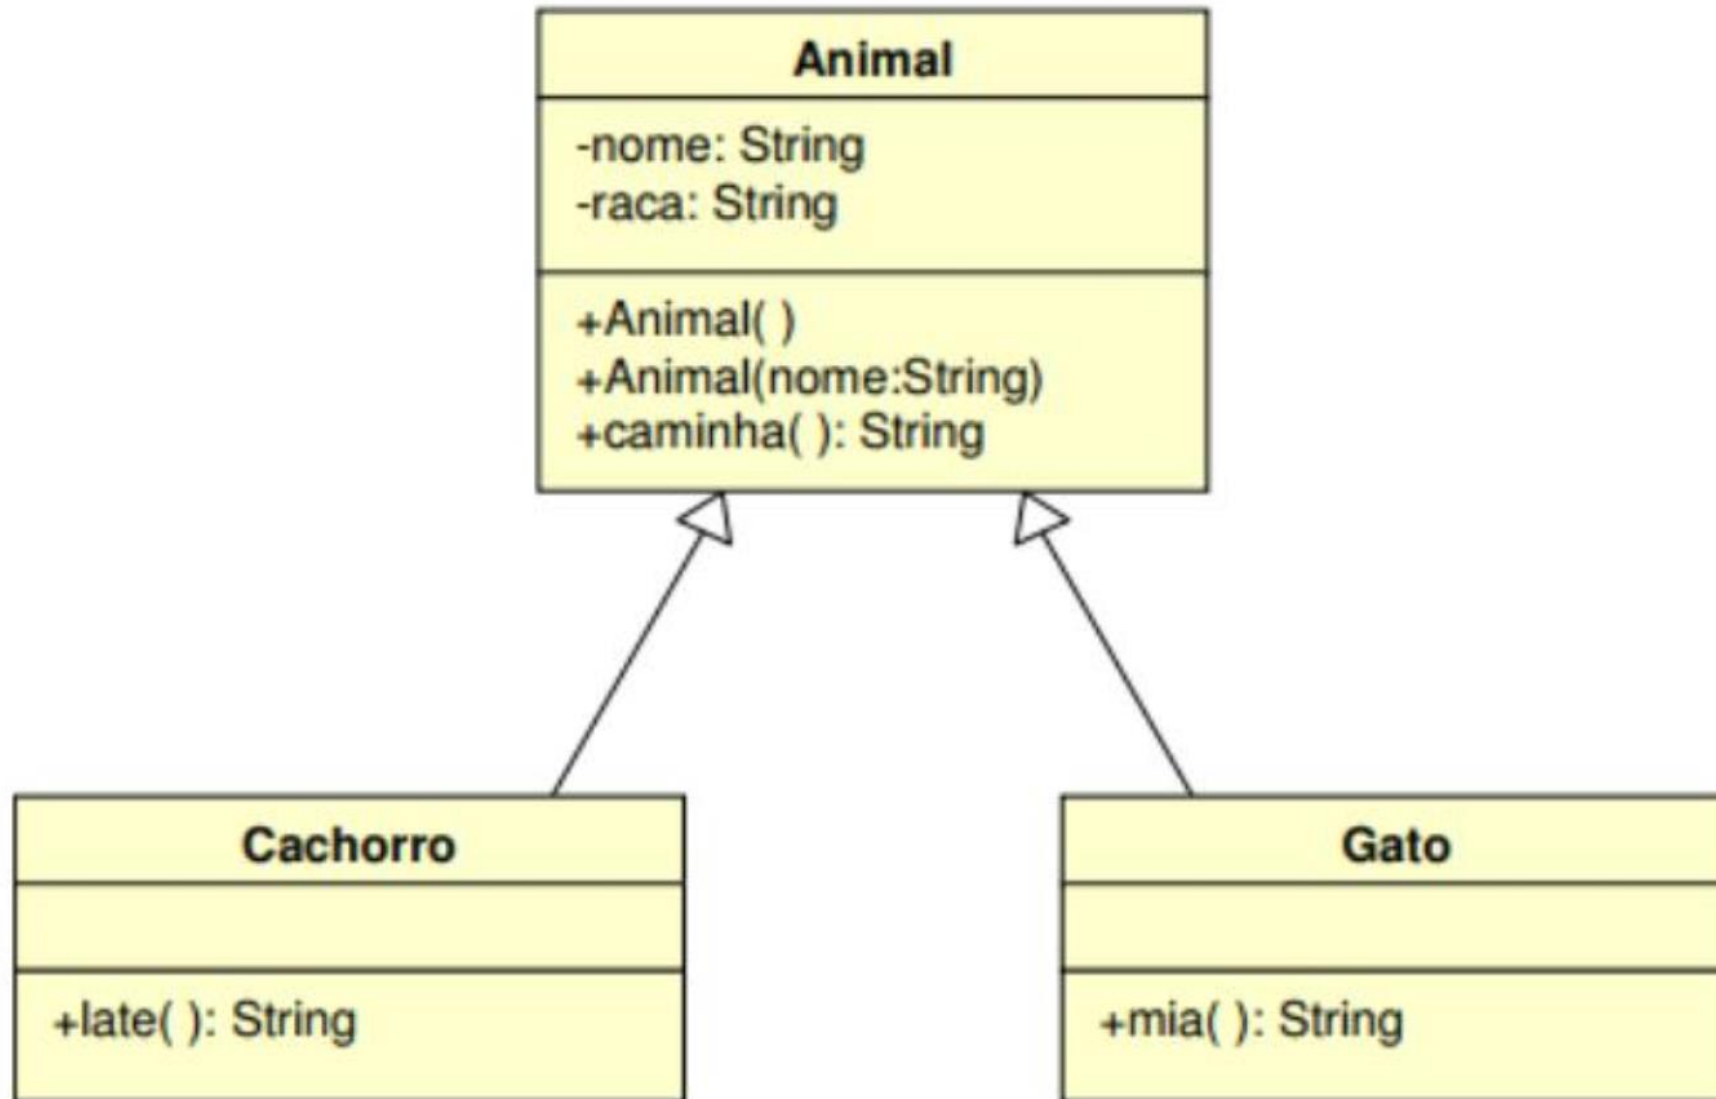 Animal
-nome: String
-raca: String
+Animal( )
+Animal(nome:String)
+caminha( ): String
Cachorro
+late( ): String
Gato
+mia( ): String